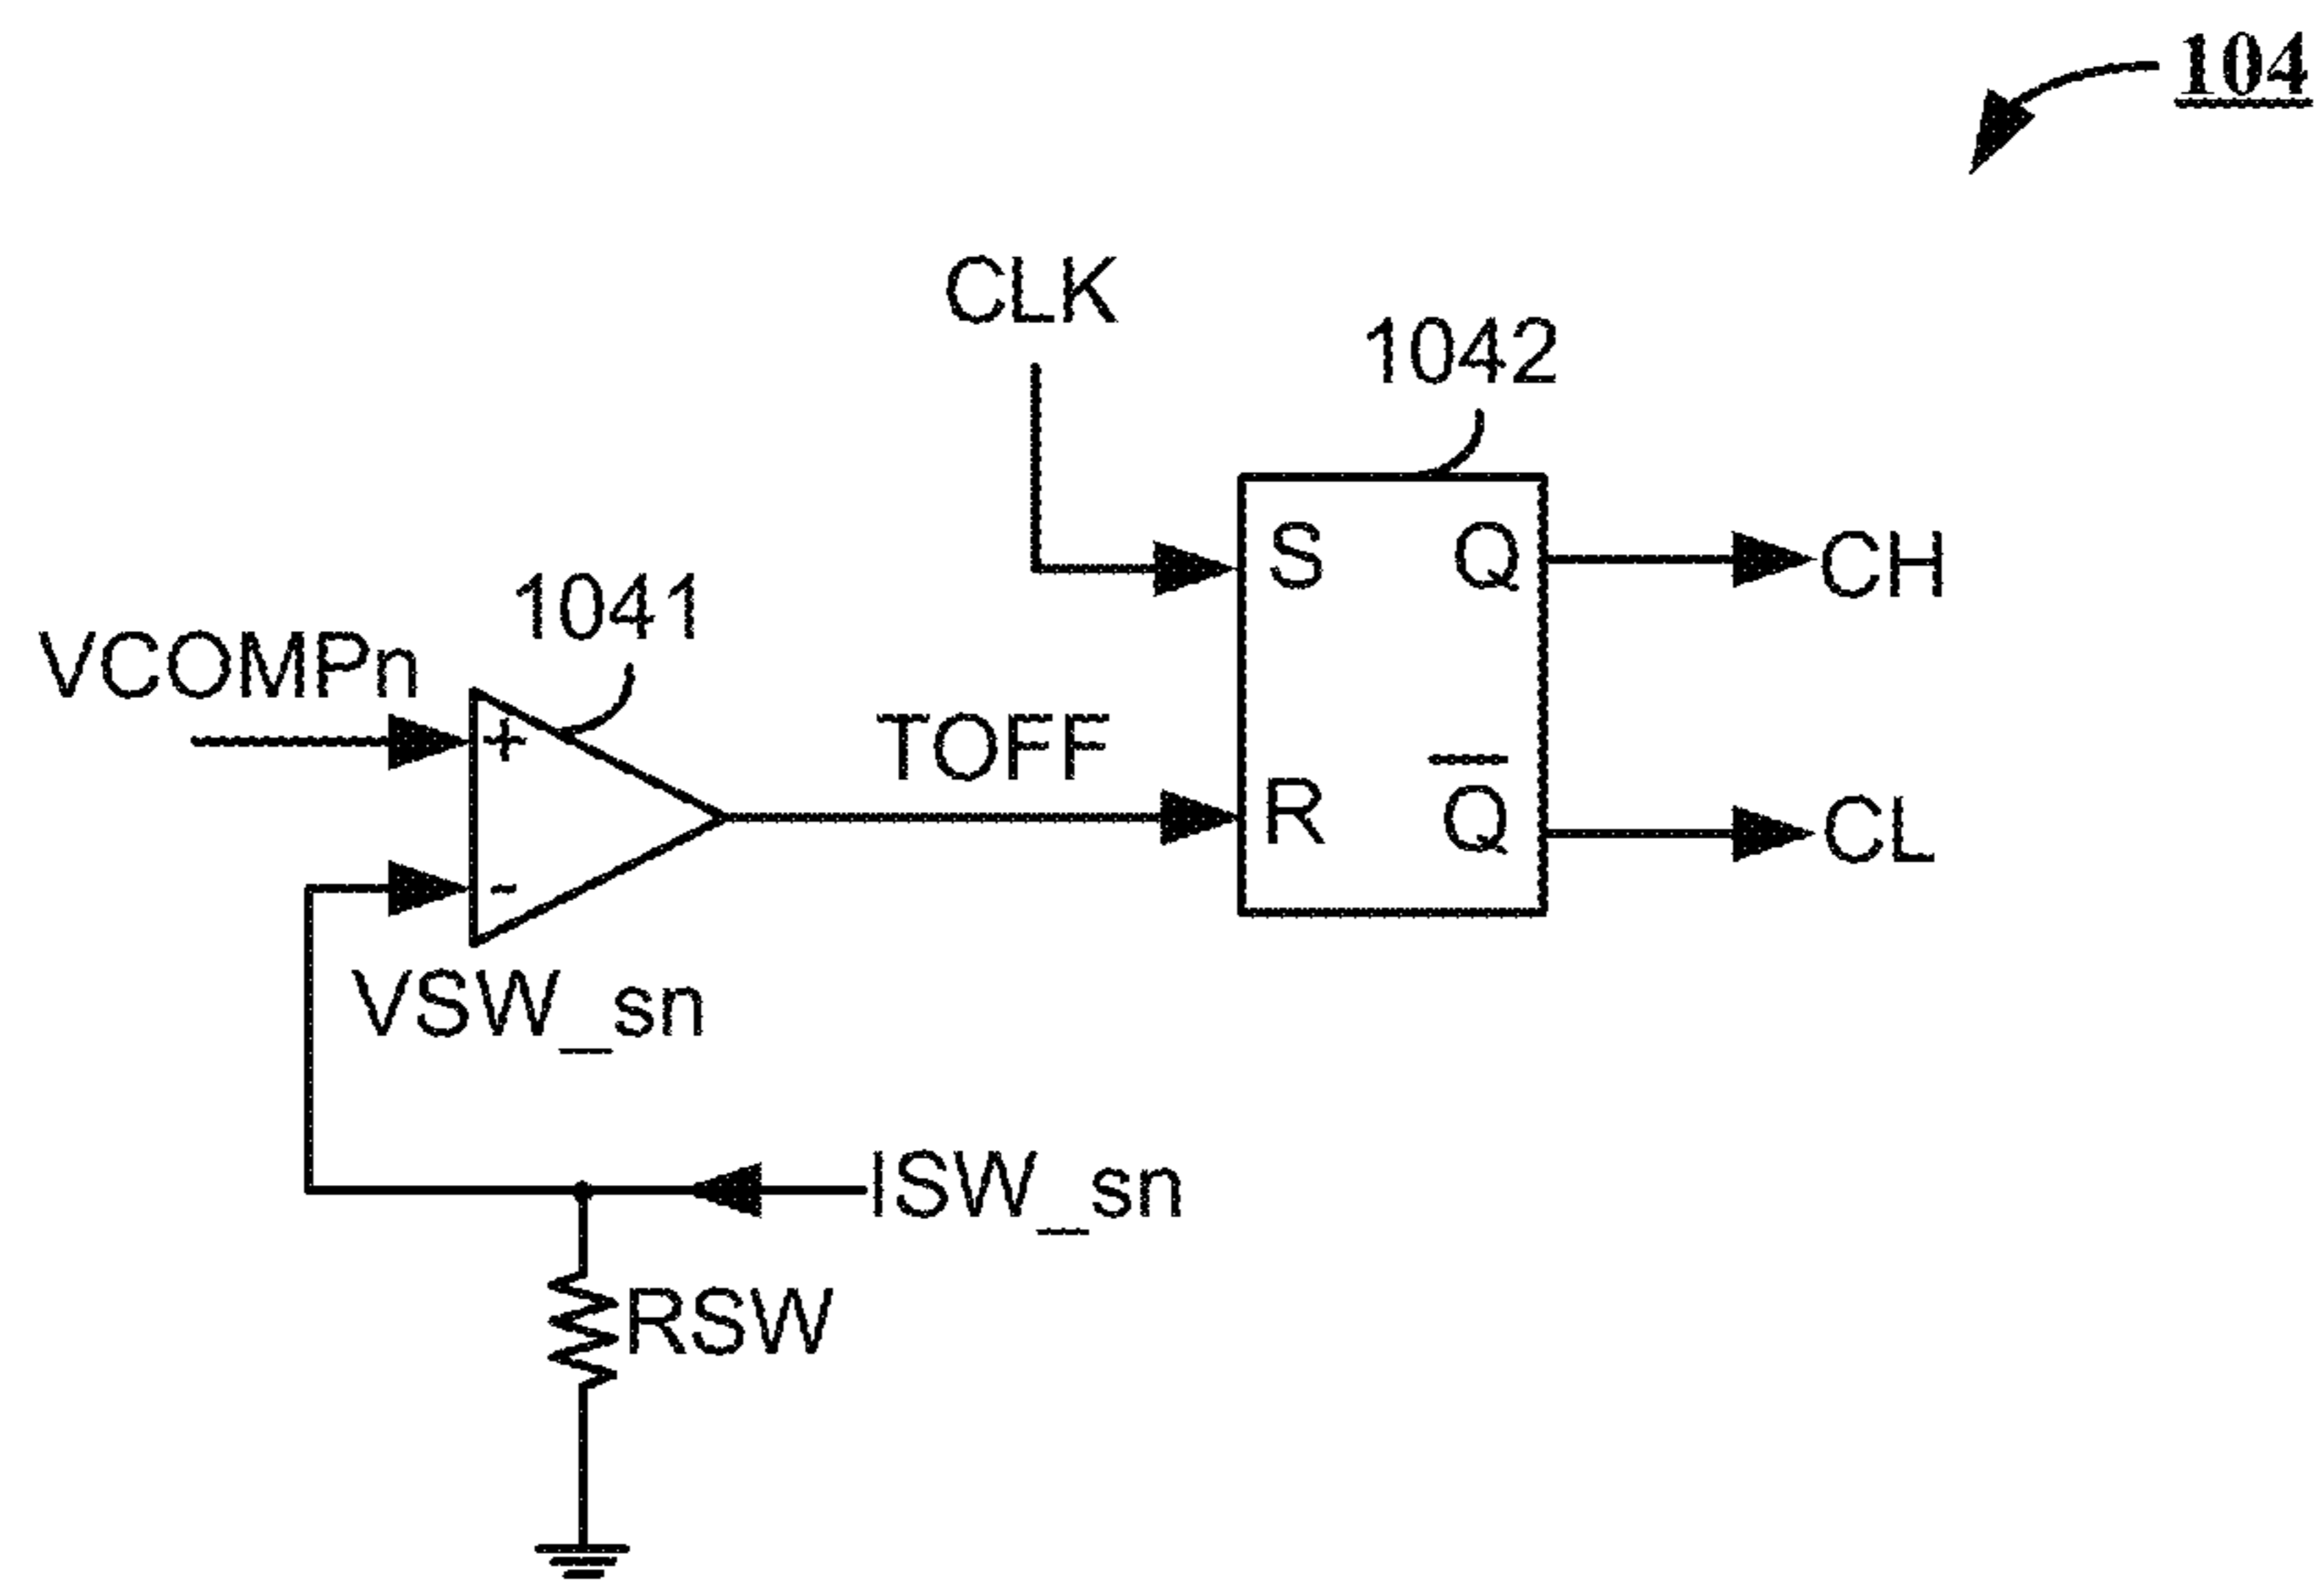 104
CLK
1042
S Q CH
1041
VCOMPn
+
TOFF
R Q̅ CL
-
VSW_sn
ISW_sn
RSW